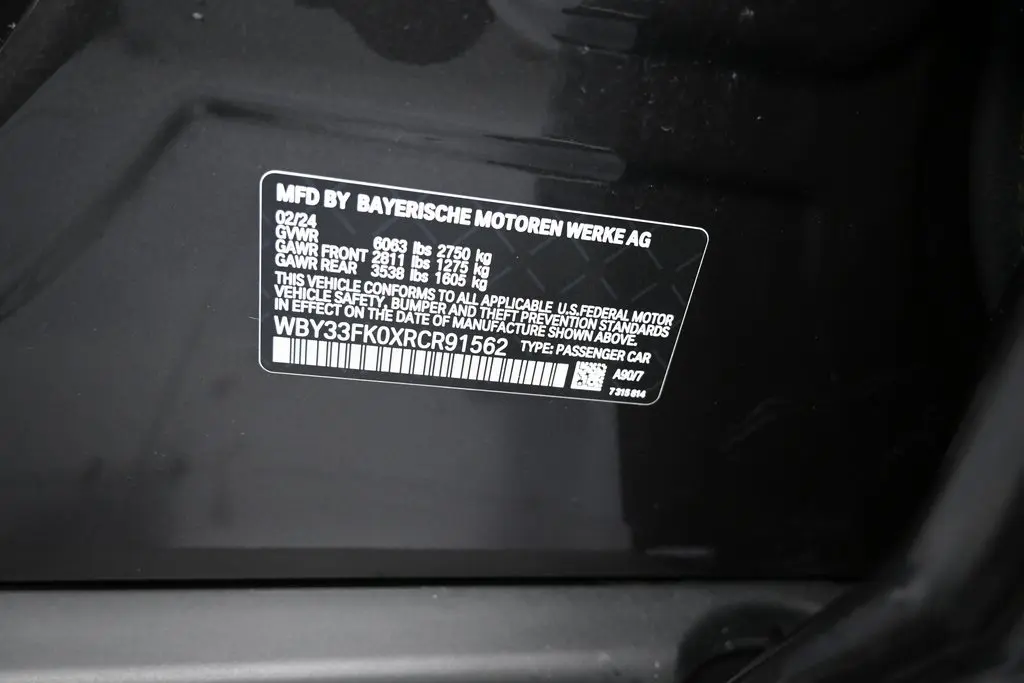 MFD BY BAYERISCHE MOTOREN WERKE AG
02/24
GVWR 6063 lbs 2750 kg
GAWR FRONT 2811 lbs 1275 kg
GAWR REAR 3538 lbs 1605 kg
THIS VEHICLE CONFORMS TO ALL APPLICABLE U.S.FEDERAL MOTOR
VEHICLE SAFETY, BUMPER AND THEFT PREVENTION STANDARDS
IN EFFECT ON THE DATE OF MANUFACTURE SHOWN ABOVE.
WBY33FK0XRCR91562 TYPE: PASSENGER CAR
A90/7
7 315 614